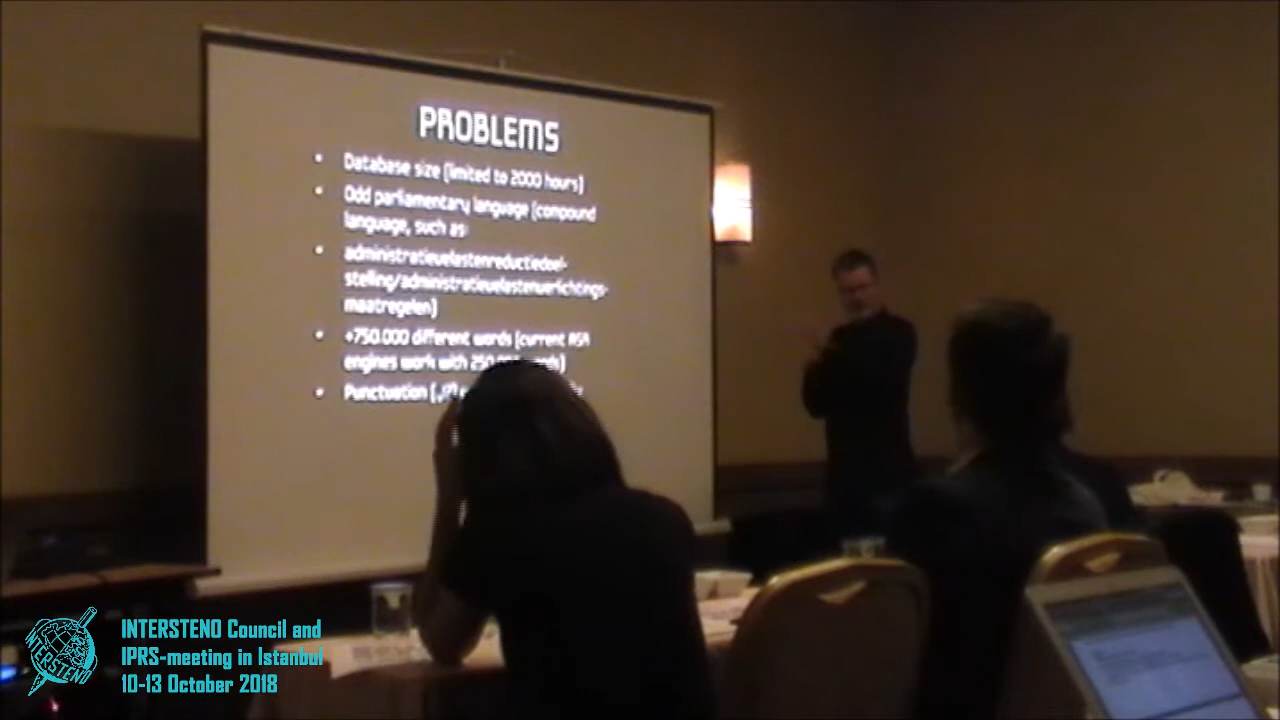 PROBLEMS
• Database size (limited to 2000 hours)
• Odd parliamentary language (compound
language, such as:
• administratievelastenreductiedoel-
stelling/administratievelastenverlichtings-
maatregelen)
• +750.000 different words (current ASR
engines work with
• Punctuation
INTERSTENO Council and
IPRS-meeting in Istanbul
10-13 October 2018
INTERSTENO